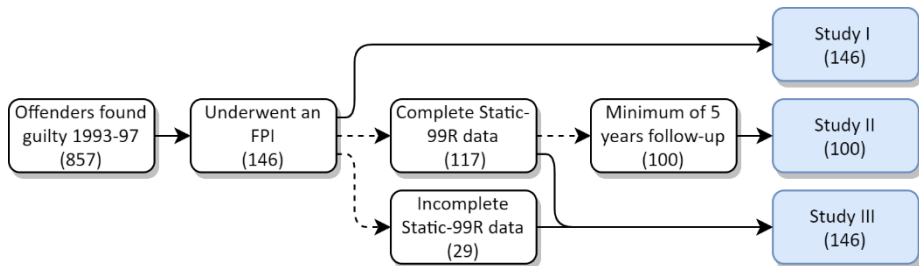 Study I
(146)
Offenders found
guilty 1993-97
(857)
Underwent an
FPI
(146)
Complete Static-
99R data
(117)
Minimum of 5
years follow-up
(100)
Study II
(100)
Incomplete
Static-99R data
(29)
Study III
(146)